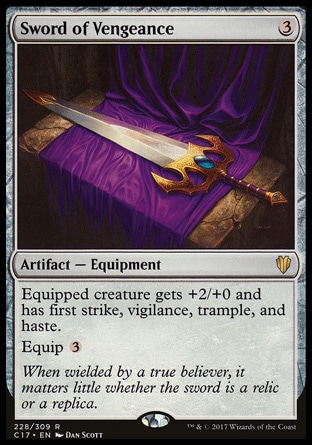 Sword of Vengeance 3
Artifact — Equipment
Equipped creature gets +2/+0 and
has first strike, vigilance, trample, and
haste.
Equip 3
When wielded by a true believer, it
matters little whether the sword is a relic
or a replica.
228/309 R
C17 • EN DAN SCOTT
™ & © 2017 Wizards of the Coast